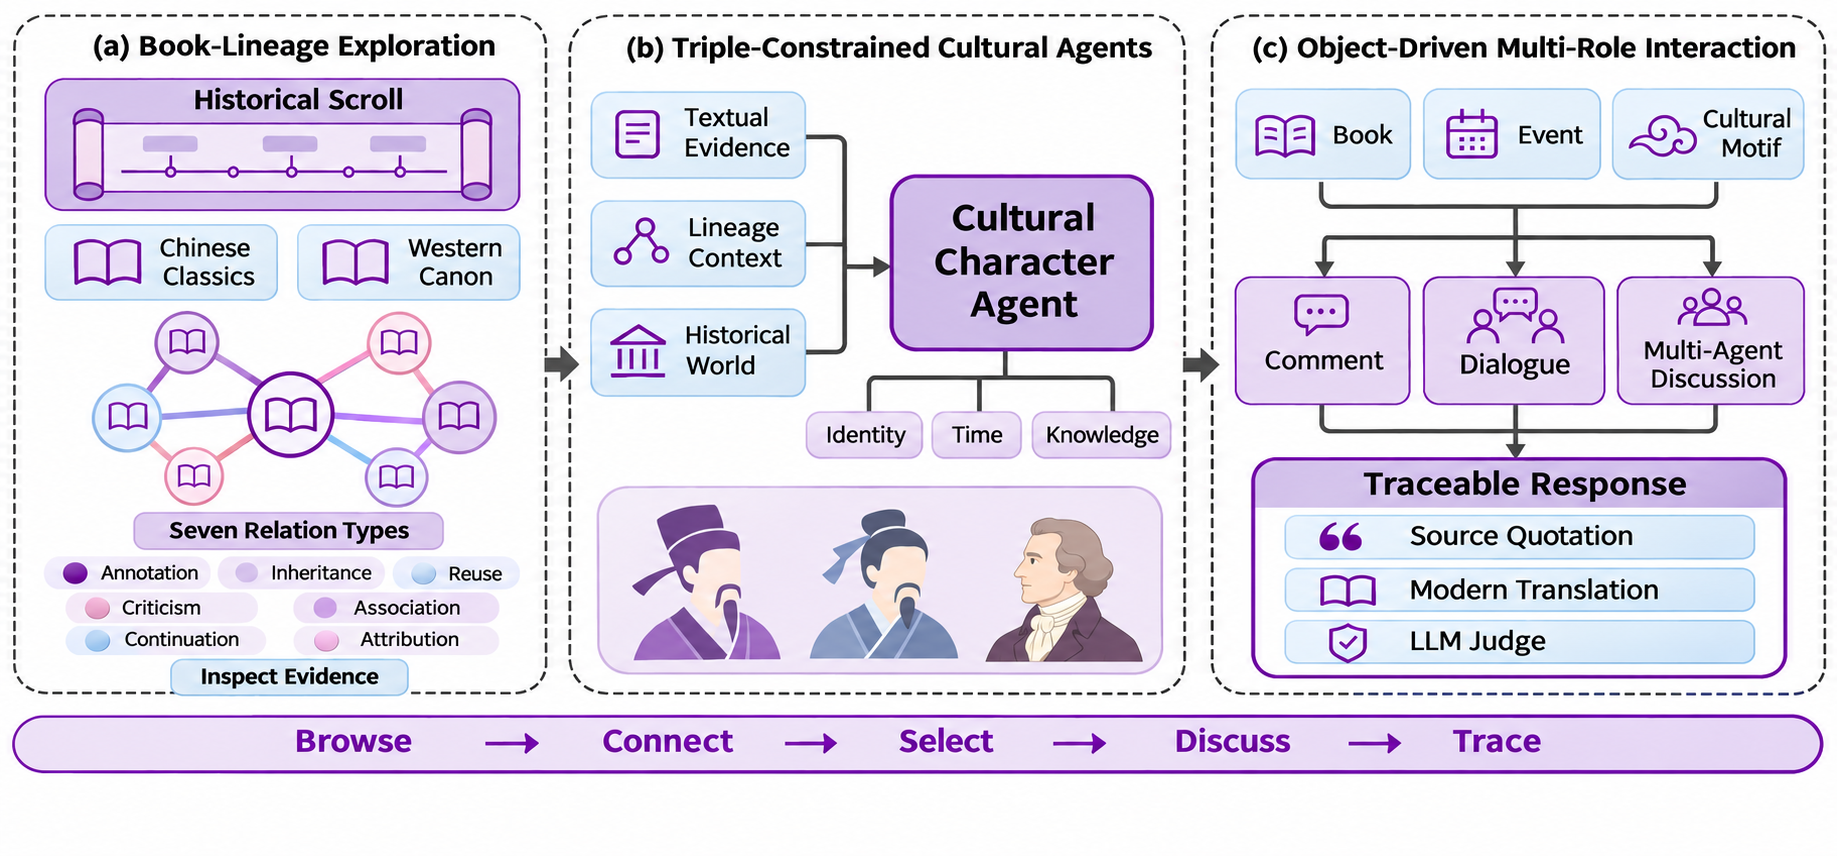 (a) Book-Lineage Exploration
Historical Scroll
Chinese
Classics
Western
Canon
Seven Relation Types
Annotation
Inheritance
Reuse
Criticism
Association
Continuation
Attribution
Inspect Evidence
(b) Triple-Constrained Cultural Agents
Textual
Evidence
Lineage
Context
Historical
World
Cultural
Character
Agent
Identity
Time
Knowledge
(c) Object-Driven Multi-Role Interaction
Book
Event
Cultural
Motif
Comment
Dialogue
Multi-Agent
Discussion
Traceable Response
Source Quotation
Modern Translation
LLM Judge
Browse → Connect → Select → Discuss → Trace